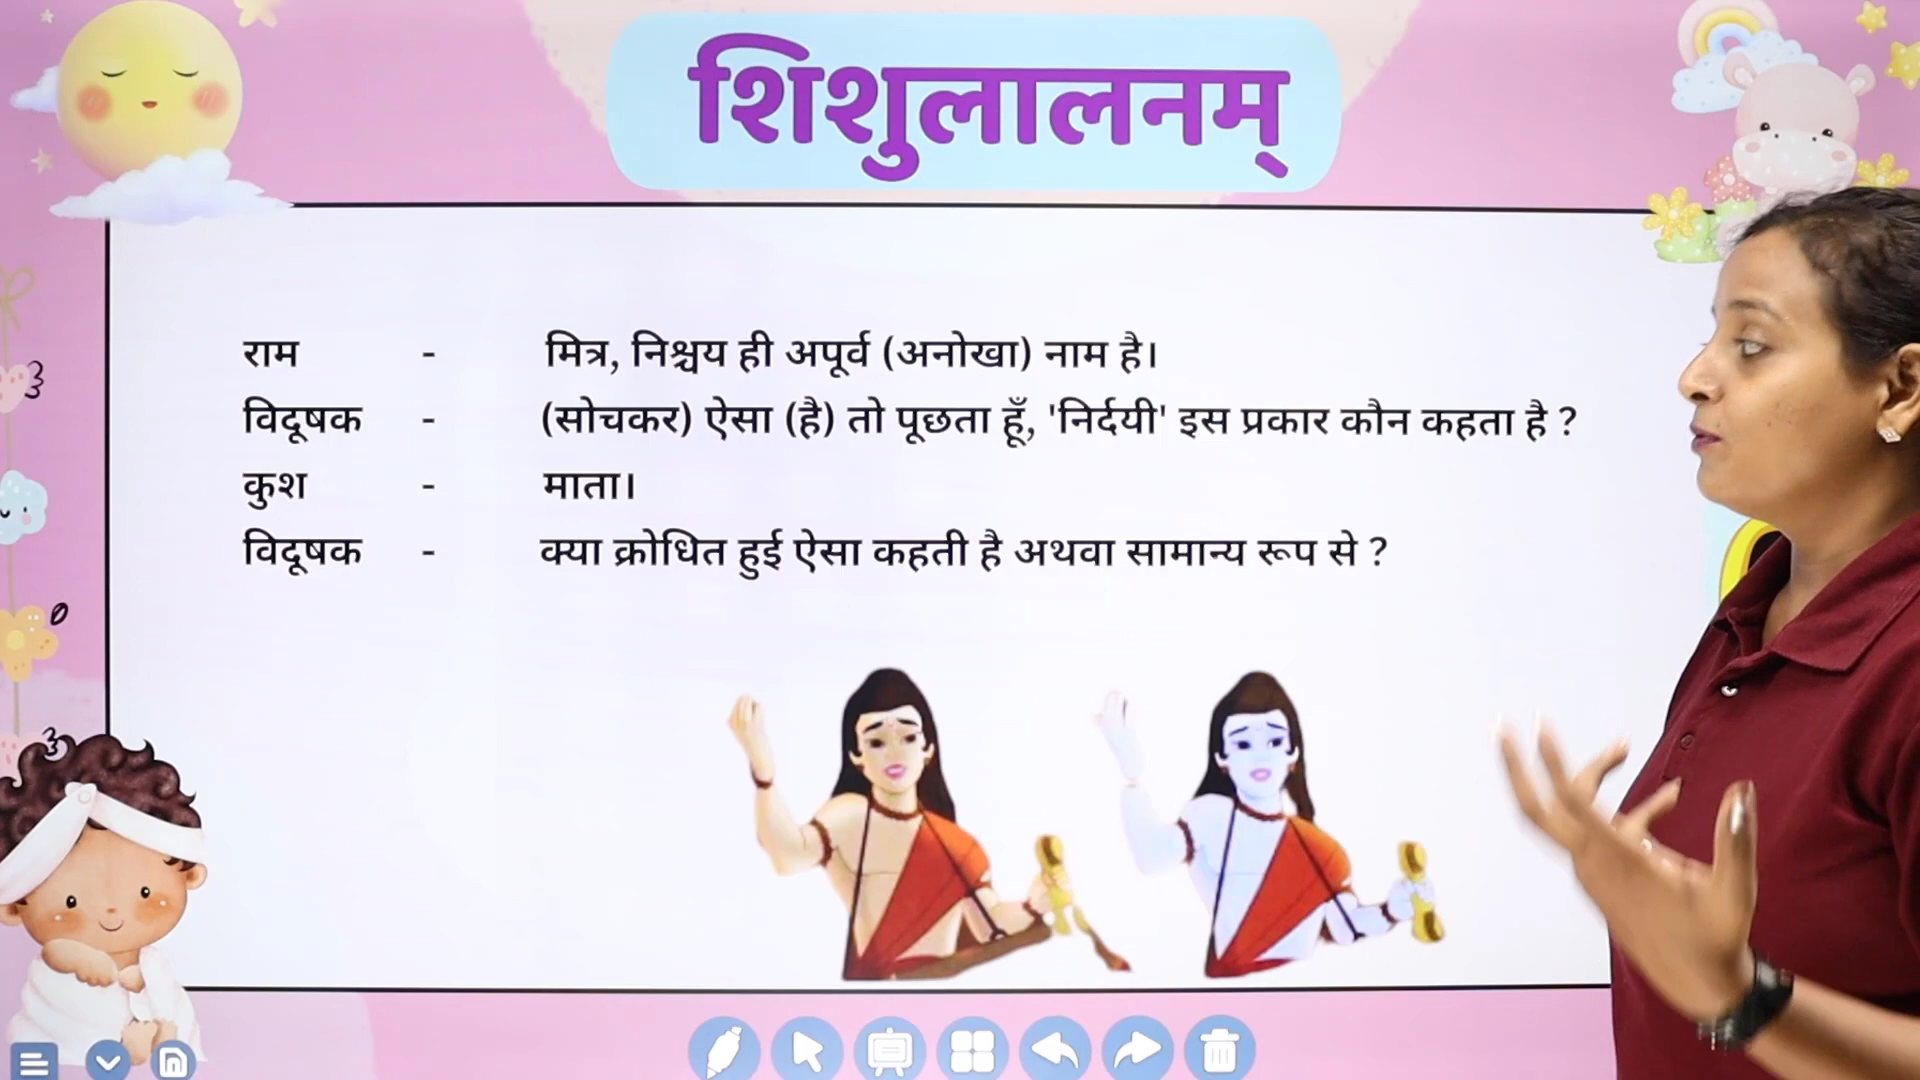 शिशुलालनम्
राम - मित्र, निश्चय ही अपूर्व (अनोखा) नाम है।
विदूषक - (सोचकर) ऐसा (है) तो पूछता हूँ, 'निर्दयी' इस प्रकार कौन कहता है ?
कुश - माता।
विदूषक - क्या क्रोधित हुई ऐसा कहती है अथवा सामान्य रूप से ?